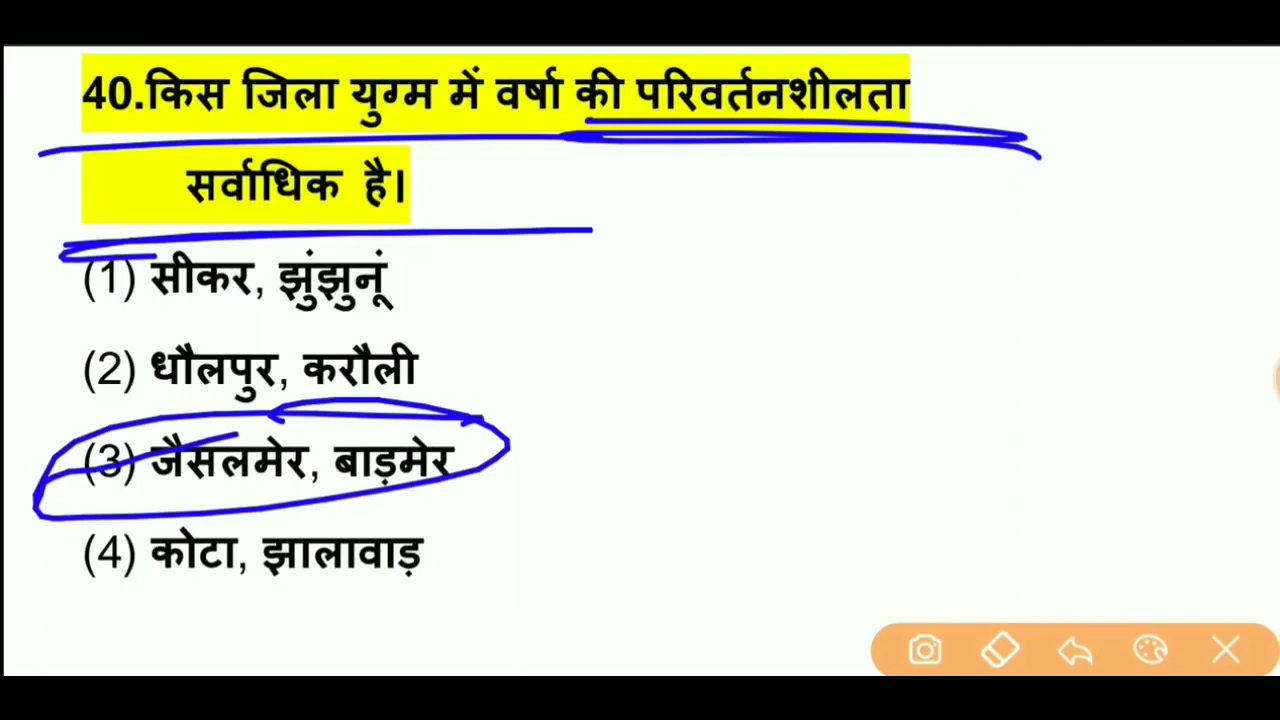 40.किस जिला युग्म में वर्षा की परिवर्तनशीलता
सर्वाधिक है।
(1) सीकर, झुंझुनूं
(2) धौलपुर, करौली
(3) जैसलमेर, बाड़मेर
(4) कोटा, झालावाड़